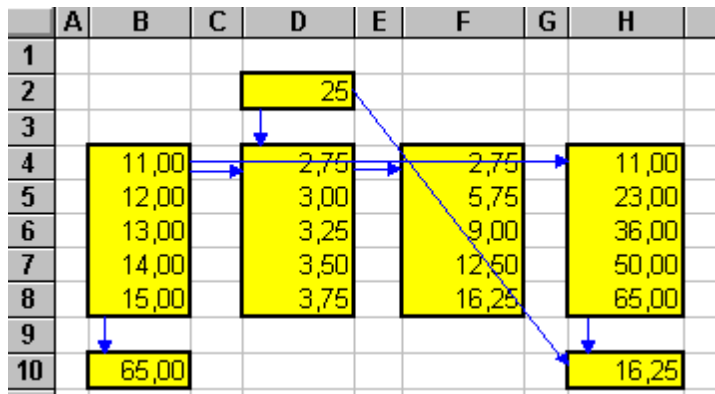 A B C D E F G H
1
2 25
3
4 11,00 2,75 2,75 11,00
5 12,00 3,00 5,75 23,00
6 13,00 3,25 9,00 36,00
7 14,00 3,50 12,50 50,00
8 15,00 3,75 16,25 65,00
9
10 65,00 16,25